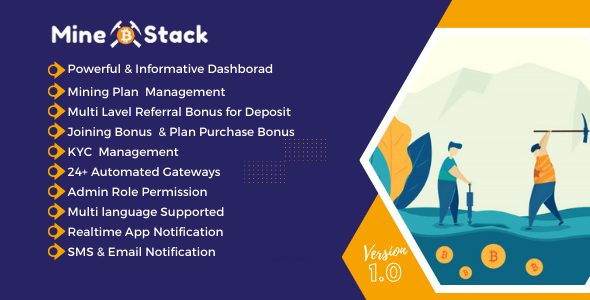 Mine Stack
Powerful & Informative Dashborad
Mining Plan Management
Multi Lavel Referral Bonus for Deposit
Joining Bonus & Plan Purchase Bonus
KYC Management
24+ Automated Gateways
Admin Role Permission
Multi language Supported
Realtime App Notification
SMS & Email Notification
Version
1.0